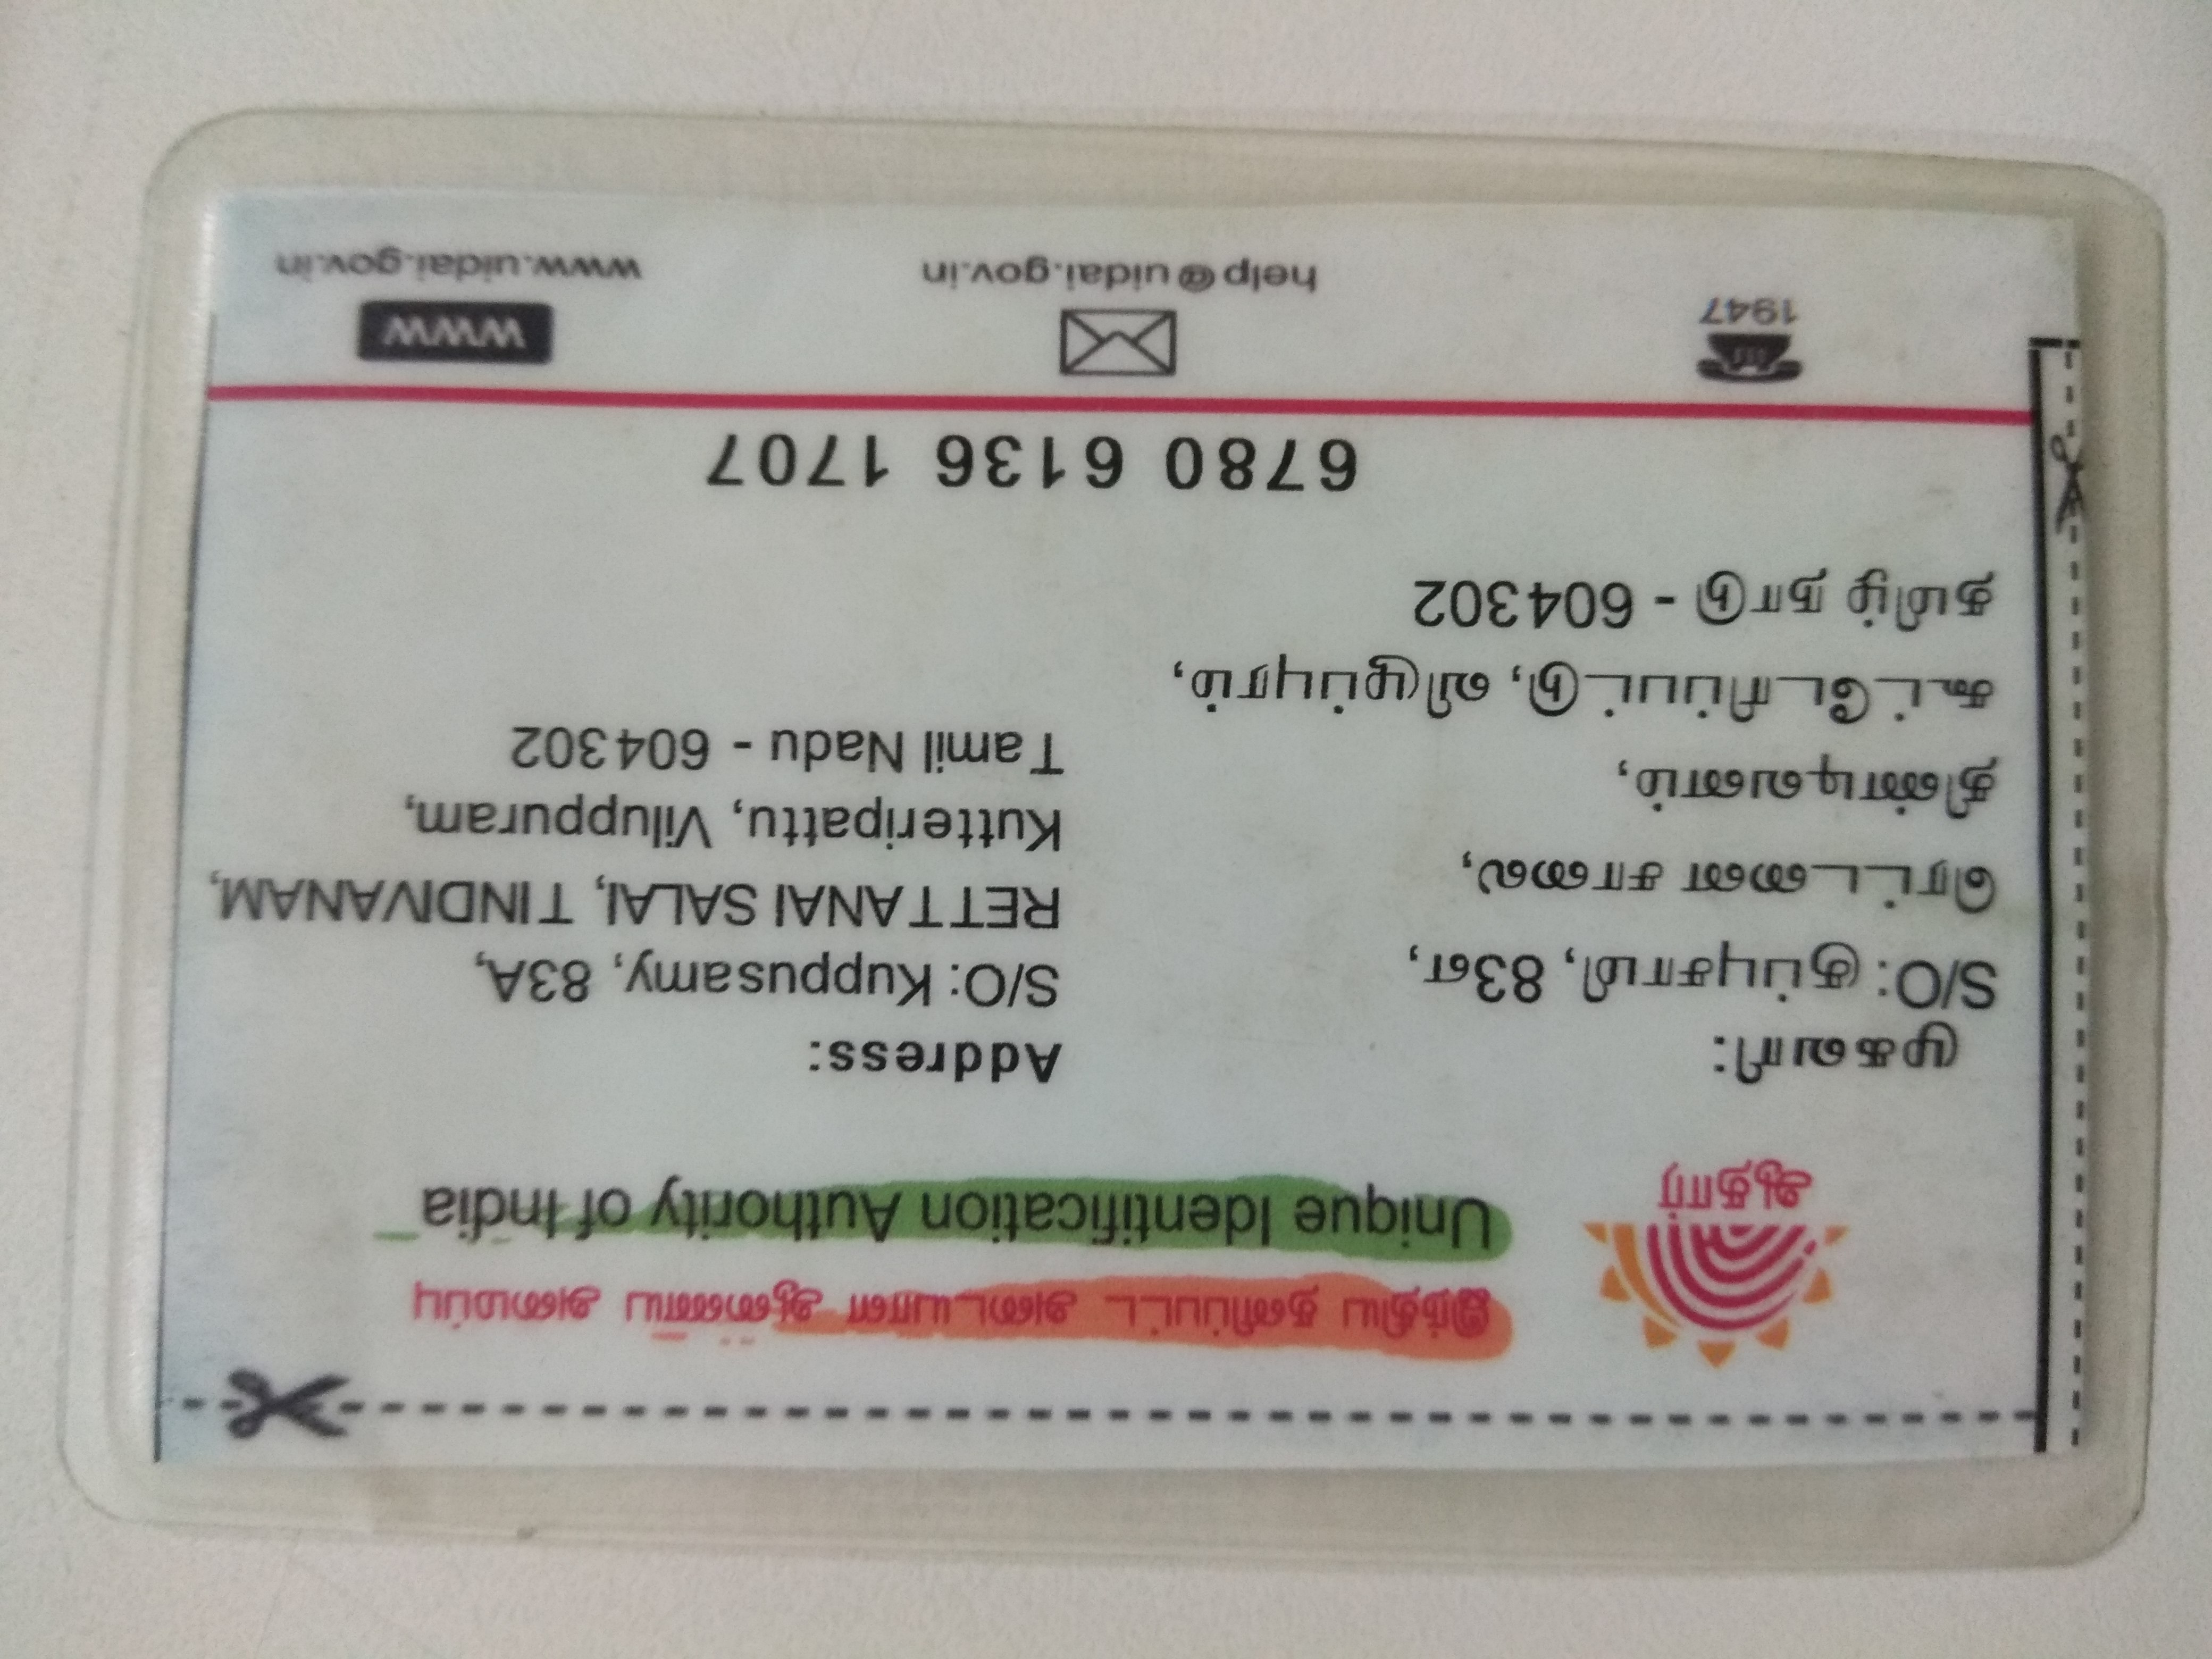 இந்திய தனிப்பட்ட அடையாள ஆணைய அமைப்பு
Unique Identification Authority of India
ஆதார்
முகவரி:
S/O: குப்புசாமி, 83எ,
ரெட்டணை சாலை,
திண்டிவனம்,
கூட்டேரிப்பட்டு, விழுப்புரம்,
தமிழ் நாடு - 604302
Address:
S/O: Kuppusamy, 83A,
RETTANAI SALAI, TINDIVANAM,
Kutteripattu, Viluppuram,
Tamil Nadu - 604302
6780 6136 1707
1947
help@uidai.gov.in
WWW
www.uidai.gov.in